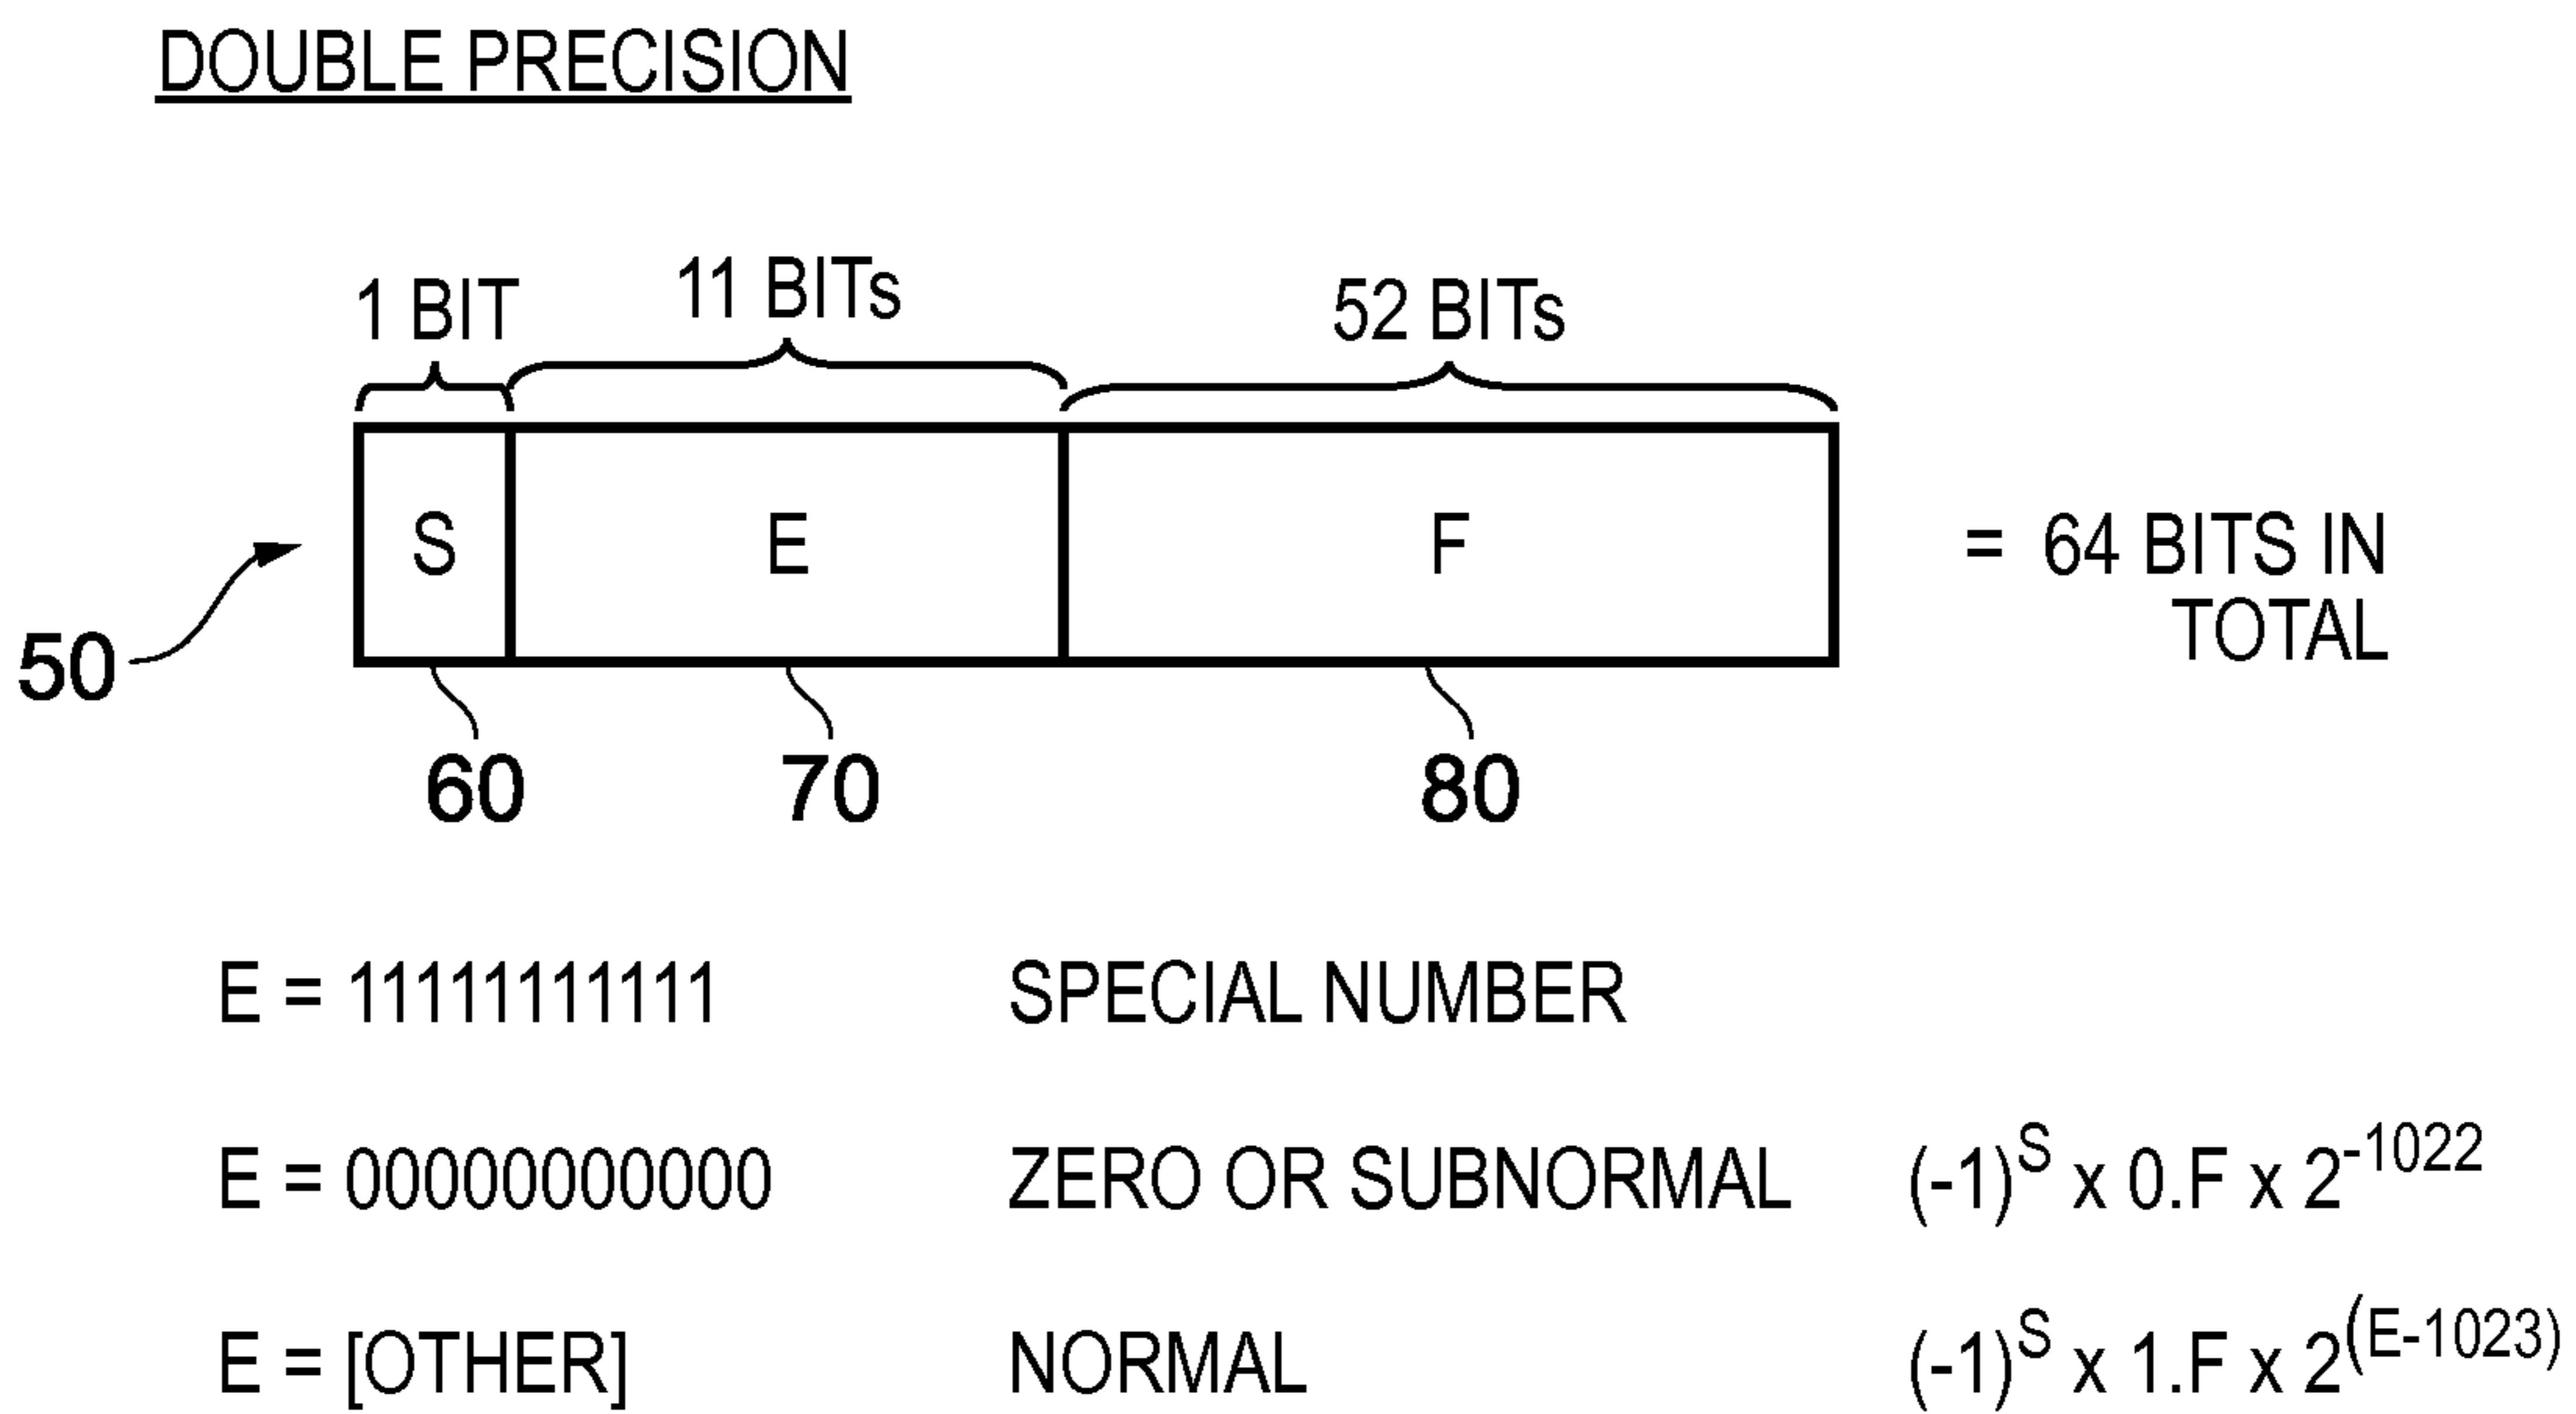 DOUBLE PRECISION
1 BIT 11 BITs 52 BITs
S E F = 64 BITS IN
TOTAL
50
60 70 80
E = 11111111111 SPECIAL NUMBER
E = 00000000000 ZERO OR SUBNORMAL (-1)^S x 0.F x 2^-1022
E = [OTHER] NORMAL (-1)^S x 1.F x 2^(E-1023)